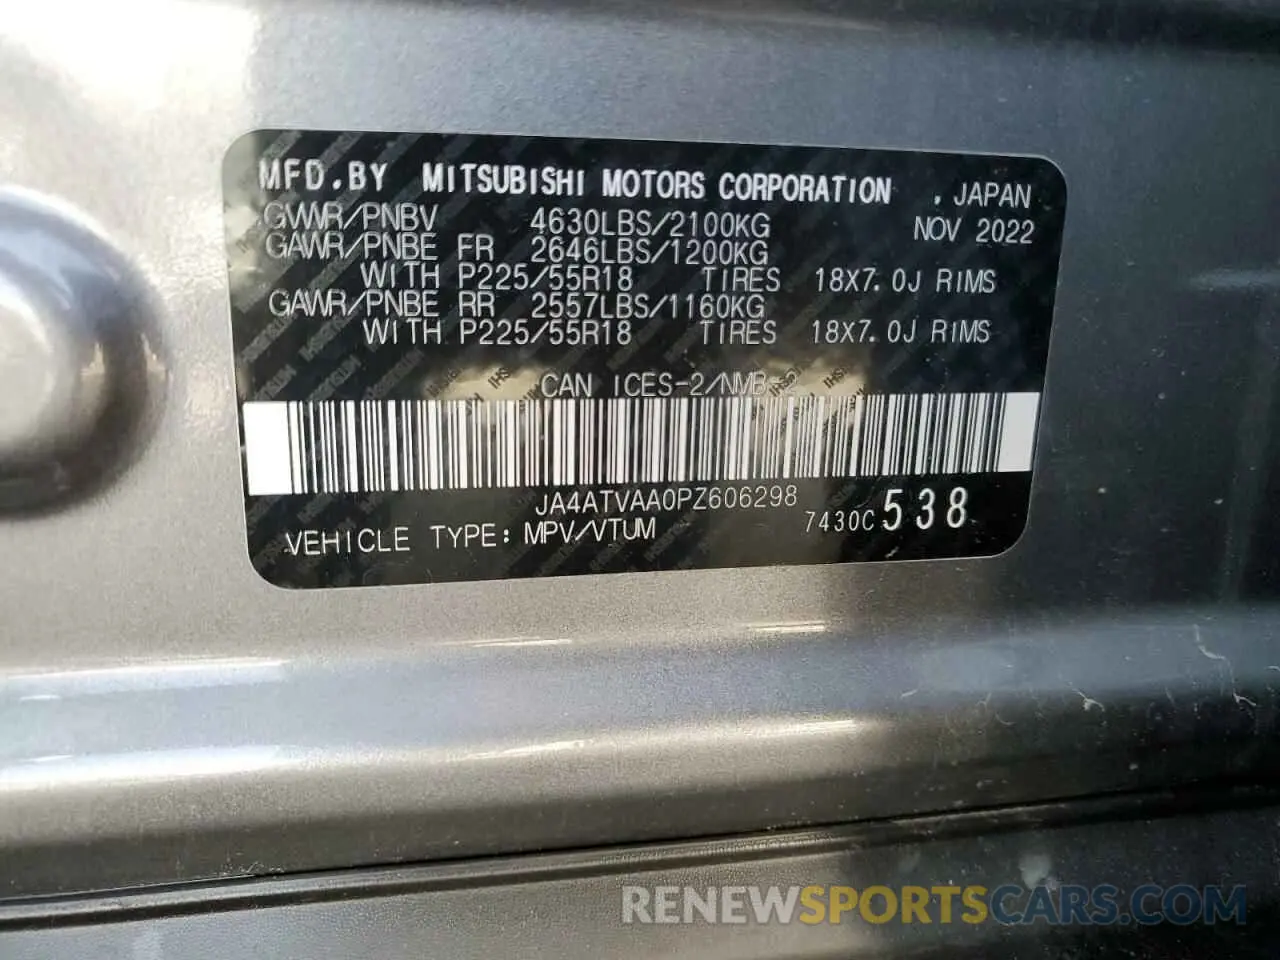 MFD.BY MITSUBISHI MOTORS CORPORATION , JAPAN
GVWR/PNBV 4630LBS/2100KG NOV 2022
GAWR/PNBE FR 2646LBS/1200KG
WITH P225/55R18 TIRES 18X7.0J RIMS
GAWR/PNBE RR 2557LBS/1160KG
WITH P225/55R18 TIRES 18X7.0J RIMS
CAN ICES-2/NMB-2
JA4ATVAA0PZ606298
7430C 538
VEHICLE TYPE: MPV/VTUM
RENEWSPORTSCARS.COM